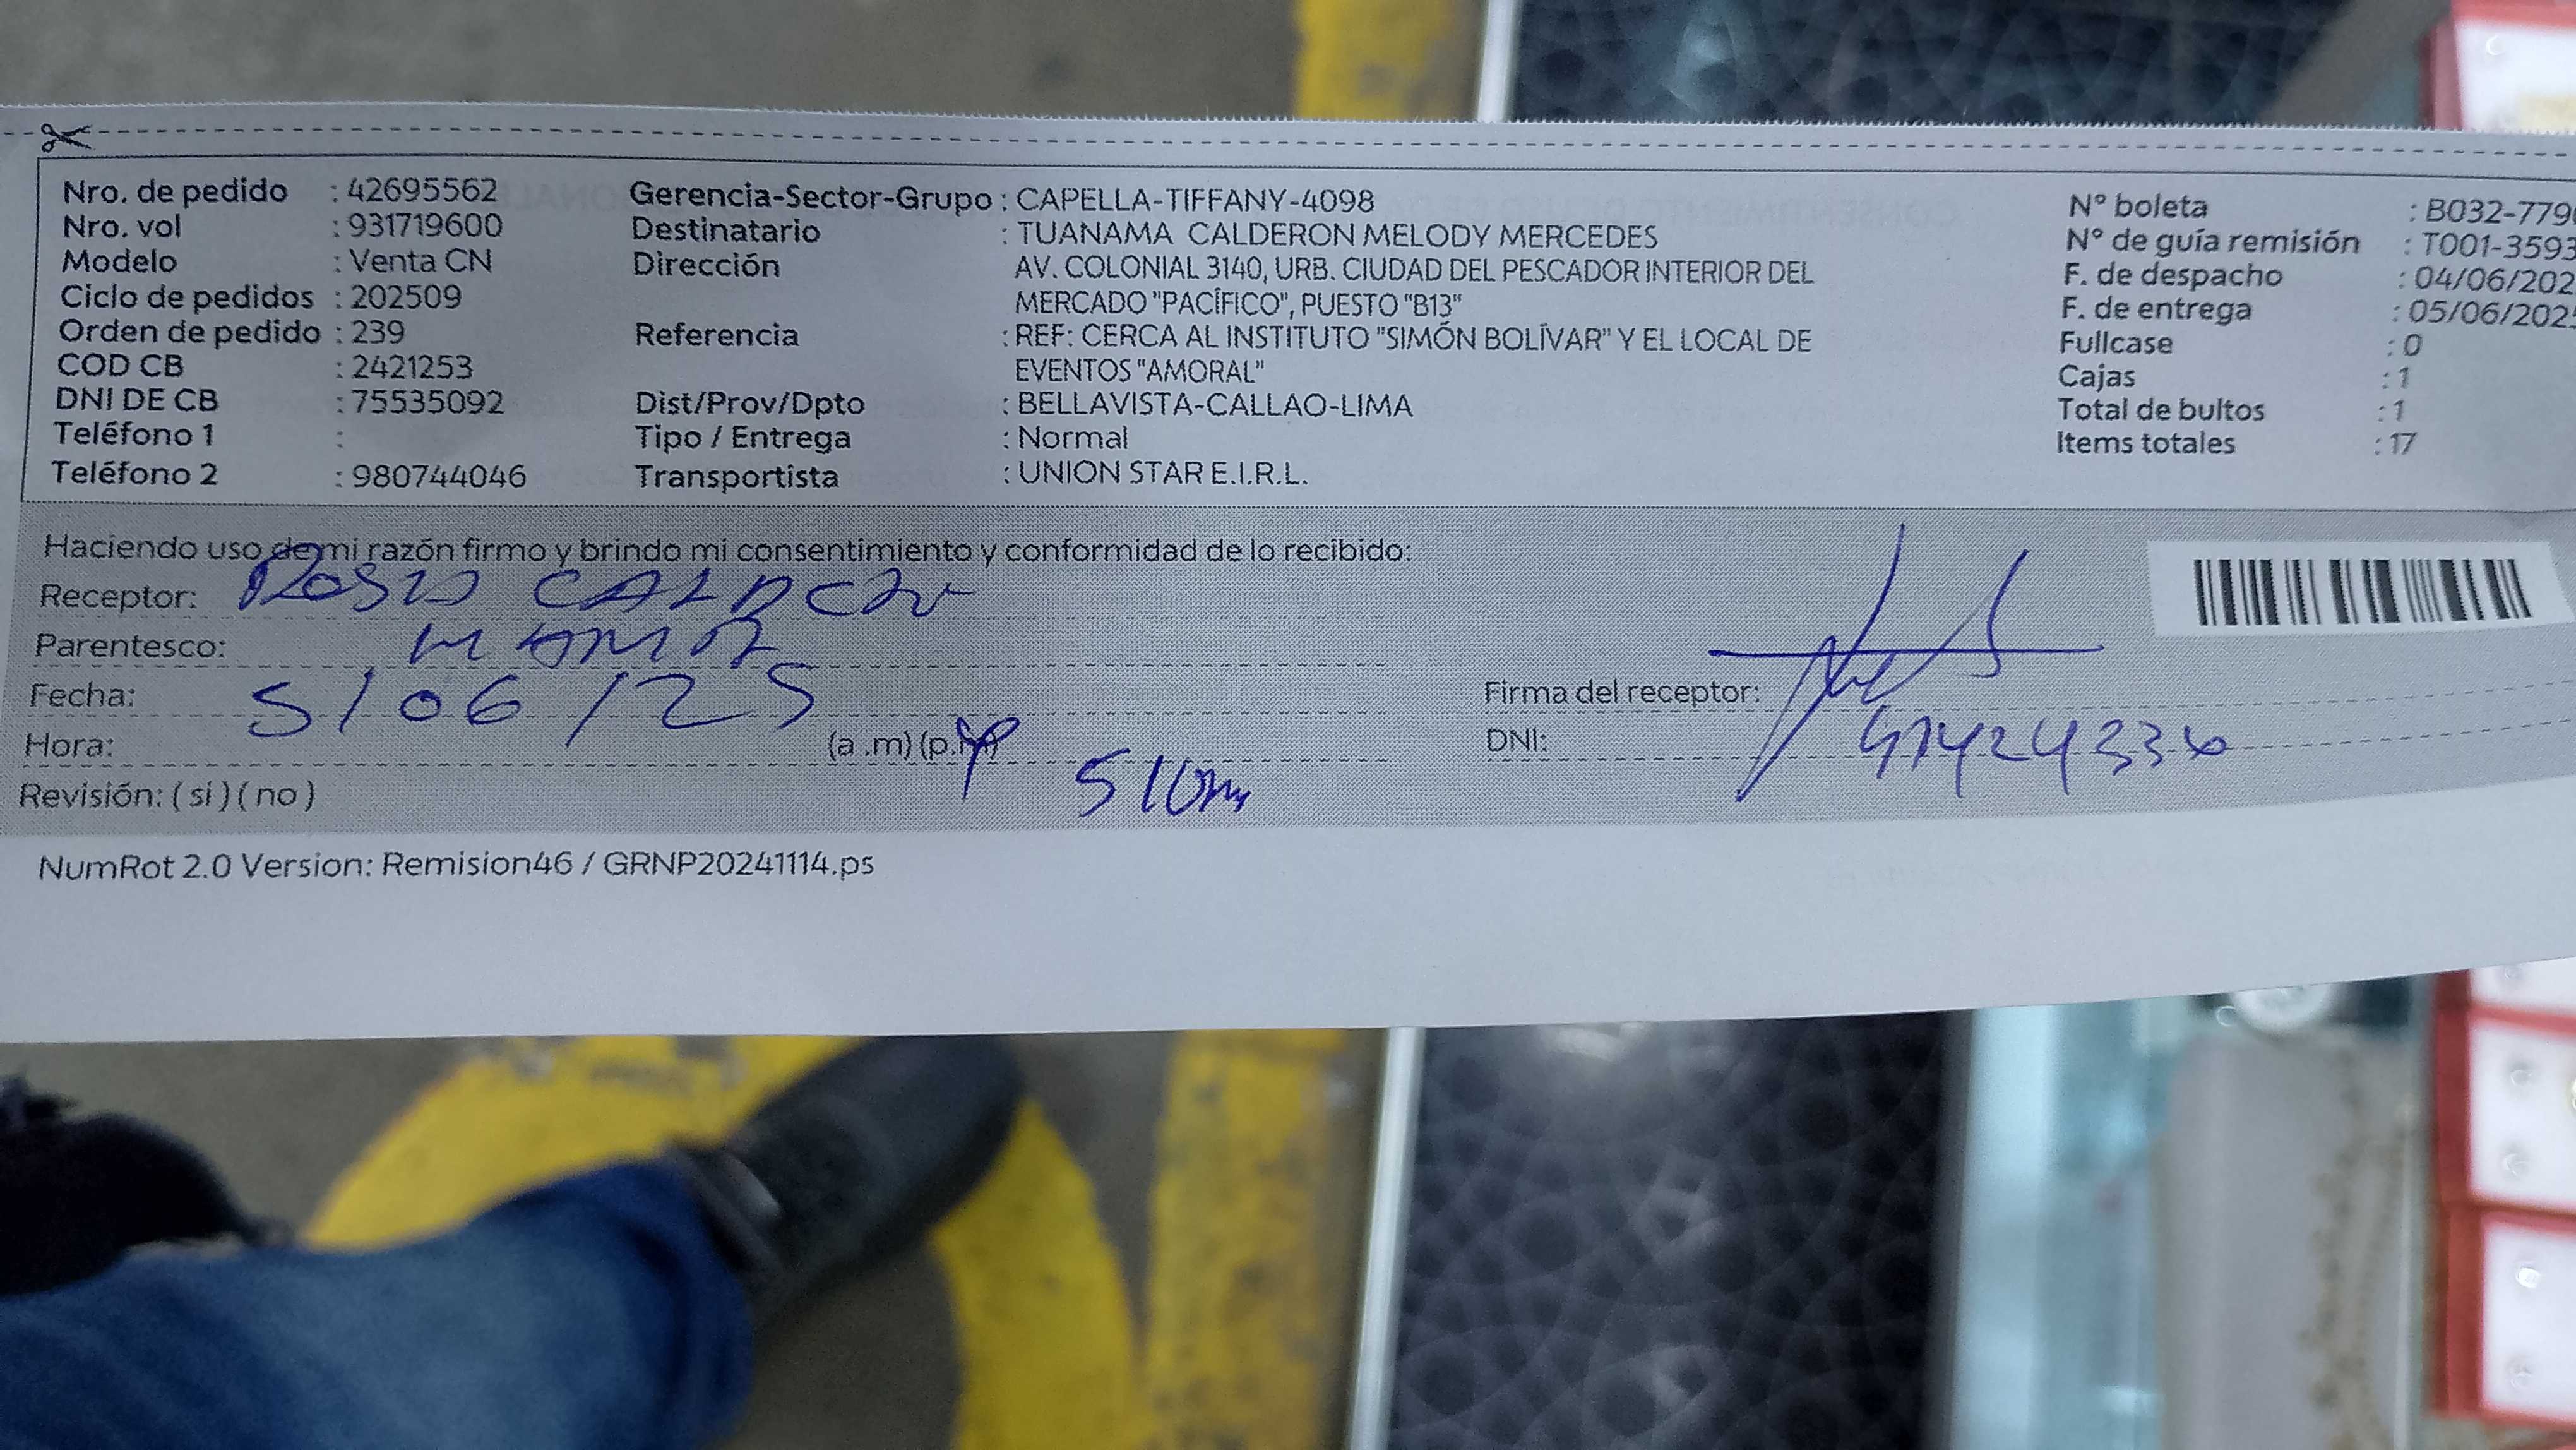 Nro. de pedido : 42695562
Nro. vol : 931719600
Modelo : Venta CN
Ciclo de pedidos : 202509
Orden de pedido : 239
COD CB : 2421253
DNI DE CB : 75535092
Teléfono 1 :
Teléfono 2 : 980744046
Gerencia-Sector-Grupo : CAPELLA-TIFFANY-4098
Destinatario : TUANAMA CALDERON MELODY MERCEDES
Dirección AV. COLONIAL 3140, URB. CIUDAD DEL PESCADOR INTERIOR DEL
MERCADO "PACÍFICO", PUESTO "B13"
Referencia : REF: CERCA AL INSTITUTO "SIMÓN BOLÍVAR" Y EL LOCAL DE
EVENTOS "AMORAL"
Dist/Prov/Dpto : BELLAVISTA-CALLAO-LIMA
Tipo / Entrega : Normal
Transportista : UNION STAR E.I.R.L.
N° boleta : B032-779
N° de guía remisión : T001-3593
F. de despacho : 04/06/202
F. de entrega : 05/06/202
Fullcase : 0
Cajas : 1
Total de bultos : 1
Items totales : 17
Haciendo uso de mi razón firmo y brindo mi consentimiento y conformidad de lo recibido:
Receptor:
Parentesco: MAMA
Fecha: 5/06/25
Hora: (a .m) (p.m)
510m
Revisión: ( si ) ( no )
Firma del receptor:
DNI:
NumRot 2.0 Version: Remision46 / GRNP20241114.ps